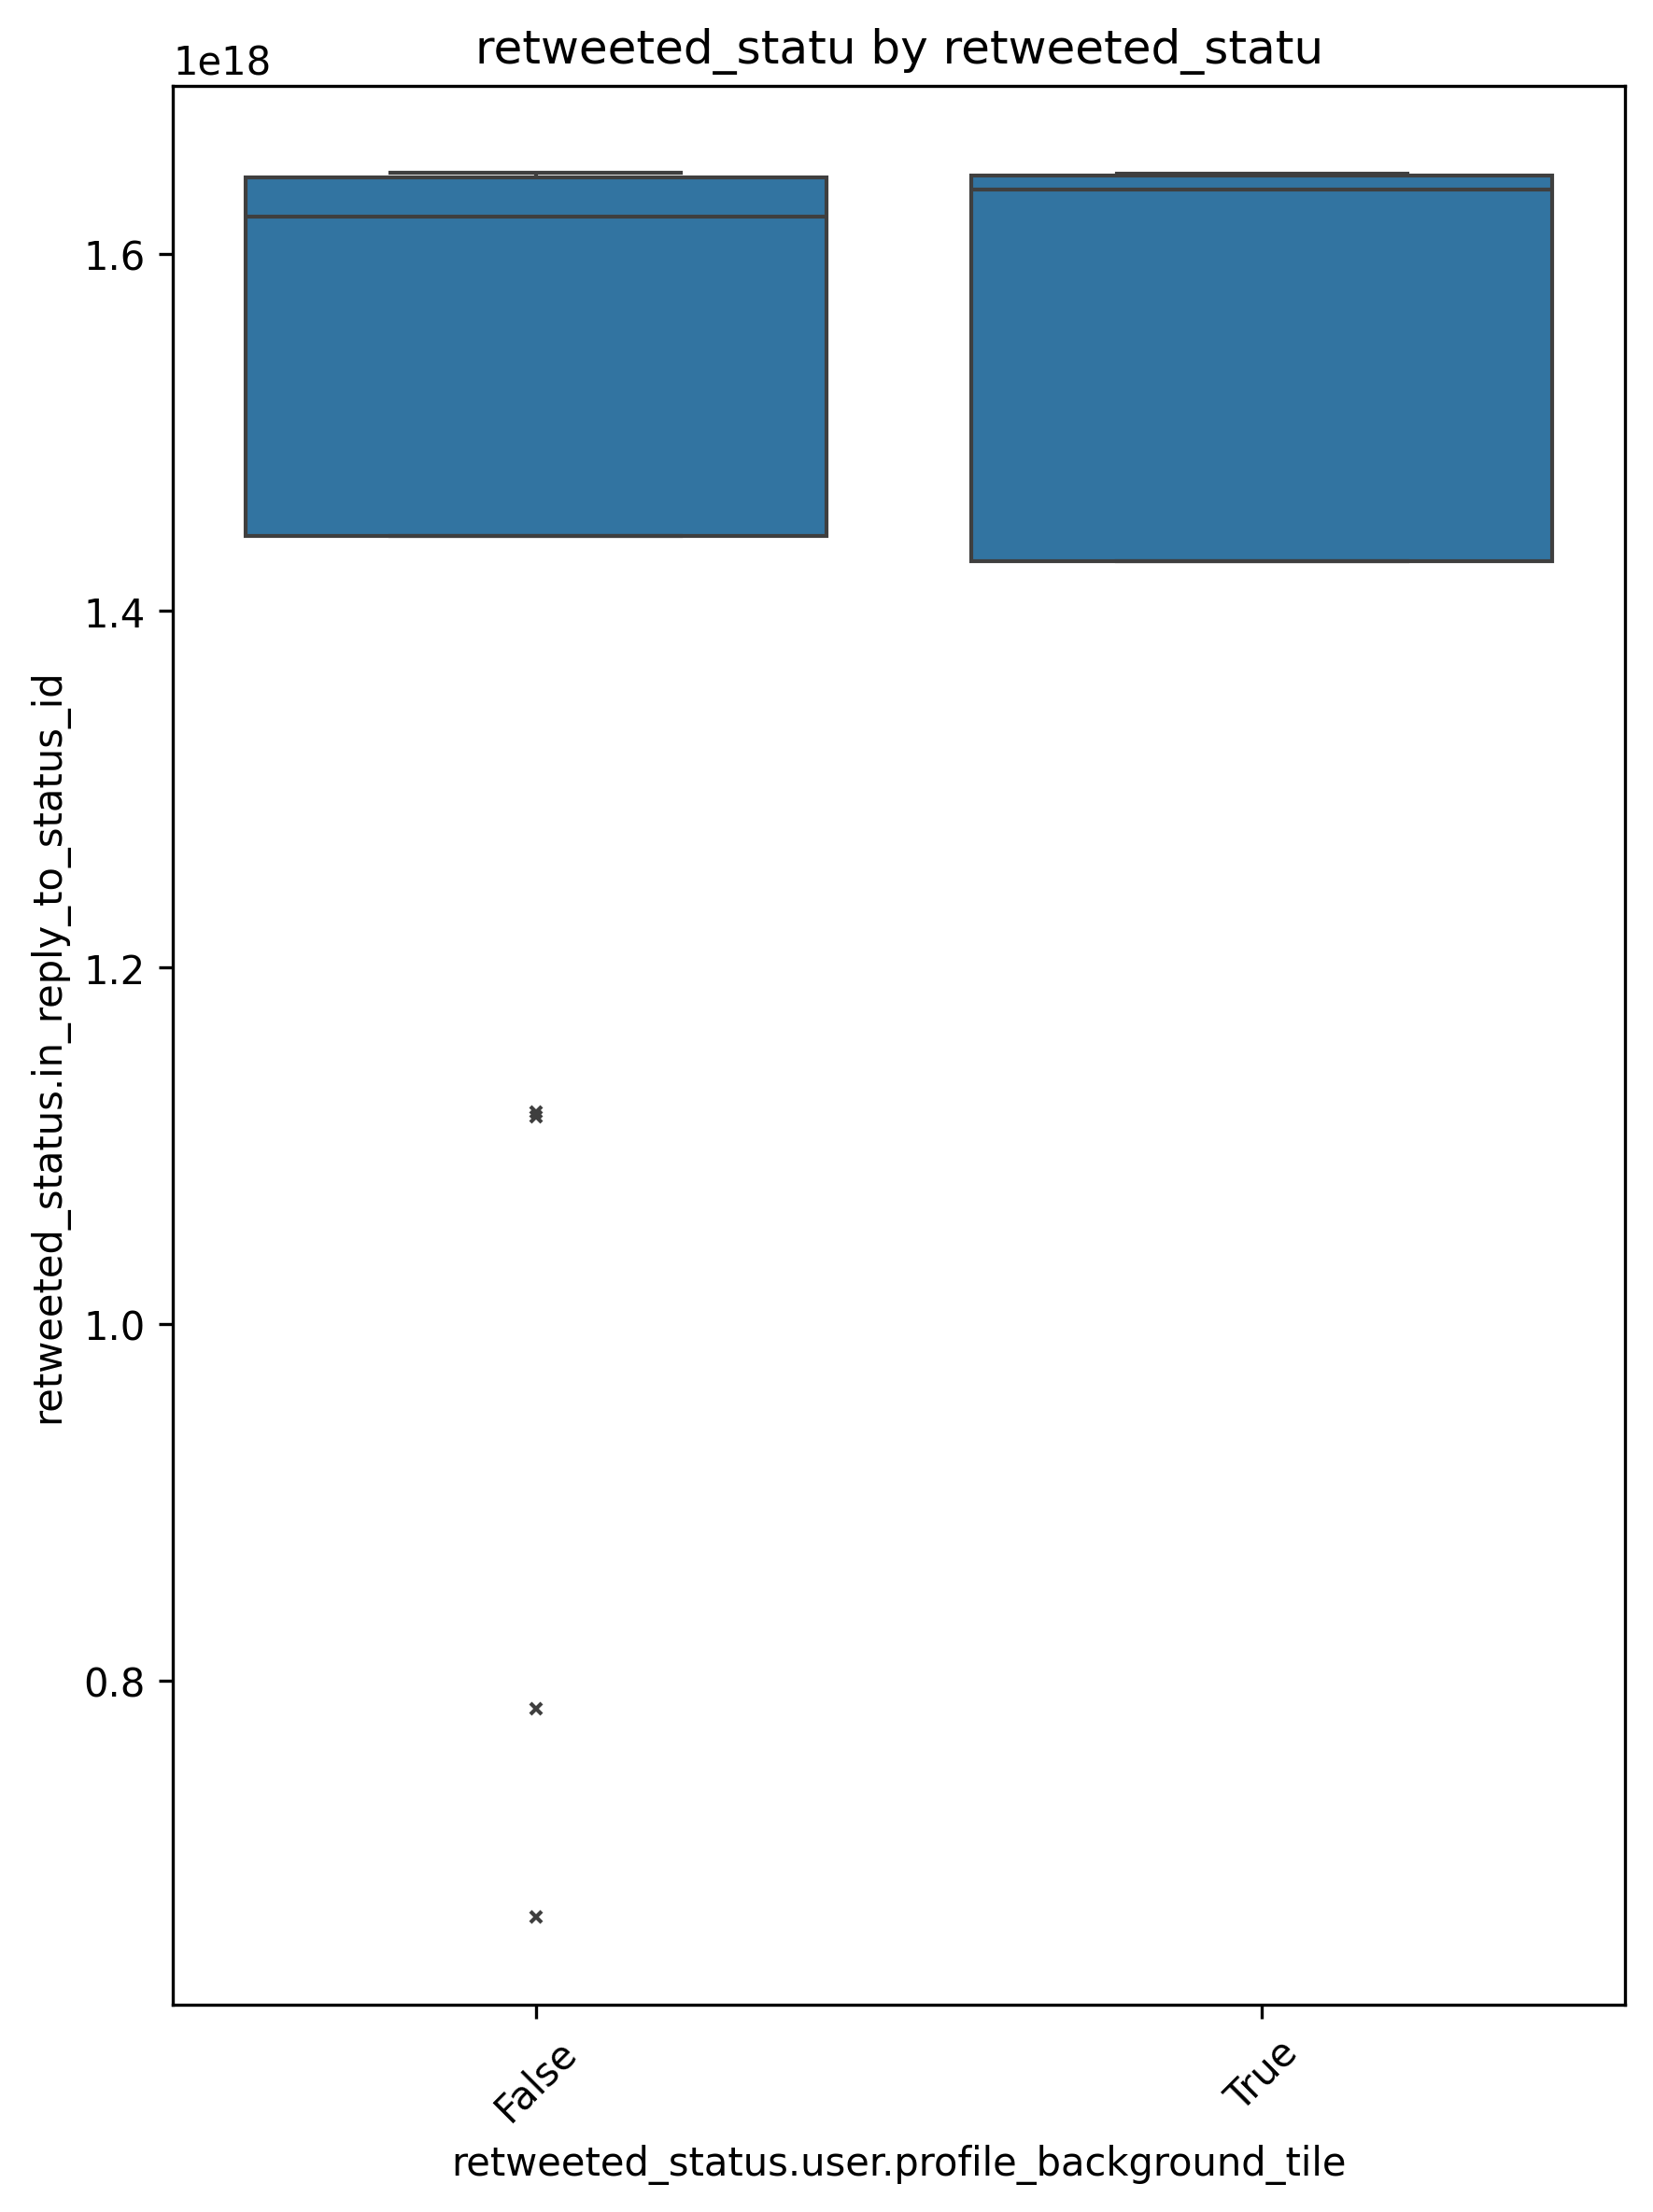 retweeted_statu by retweeted_statu
1e18
1.6
1.4
1.2
1.0
0.8
retweeted_status.in_reply_to_status_id
False
True
retweeted_status.user.profile_background_tile